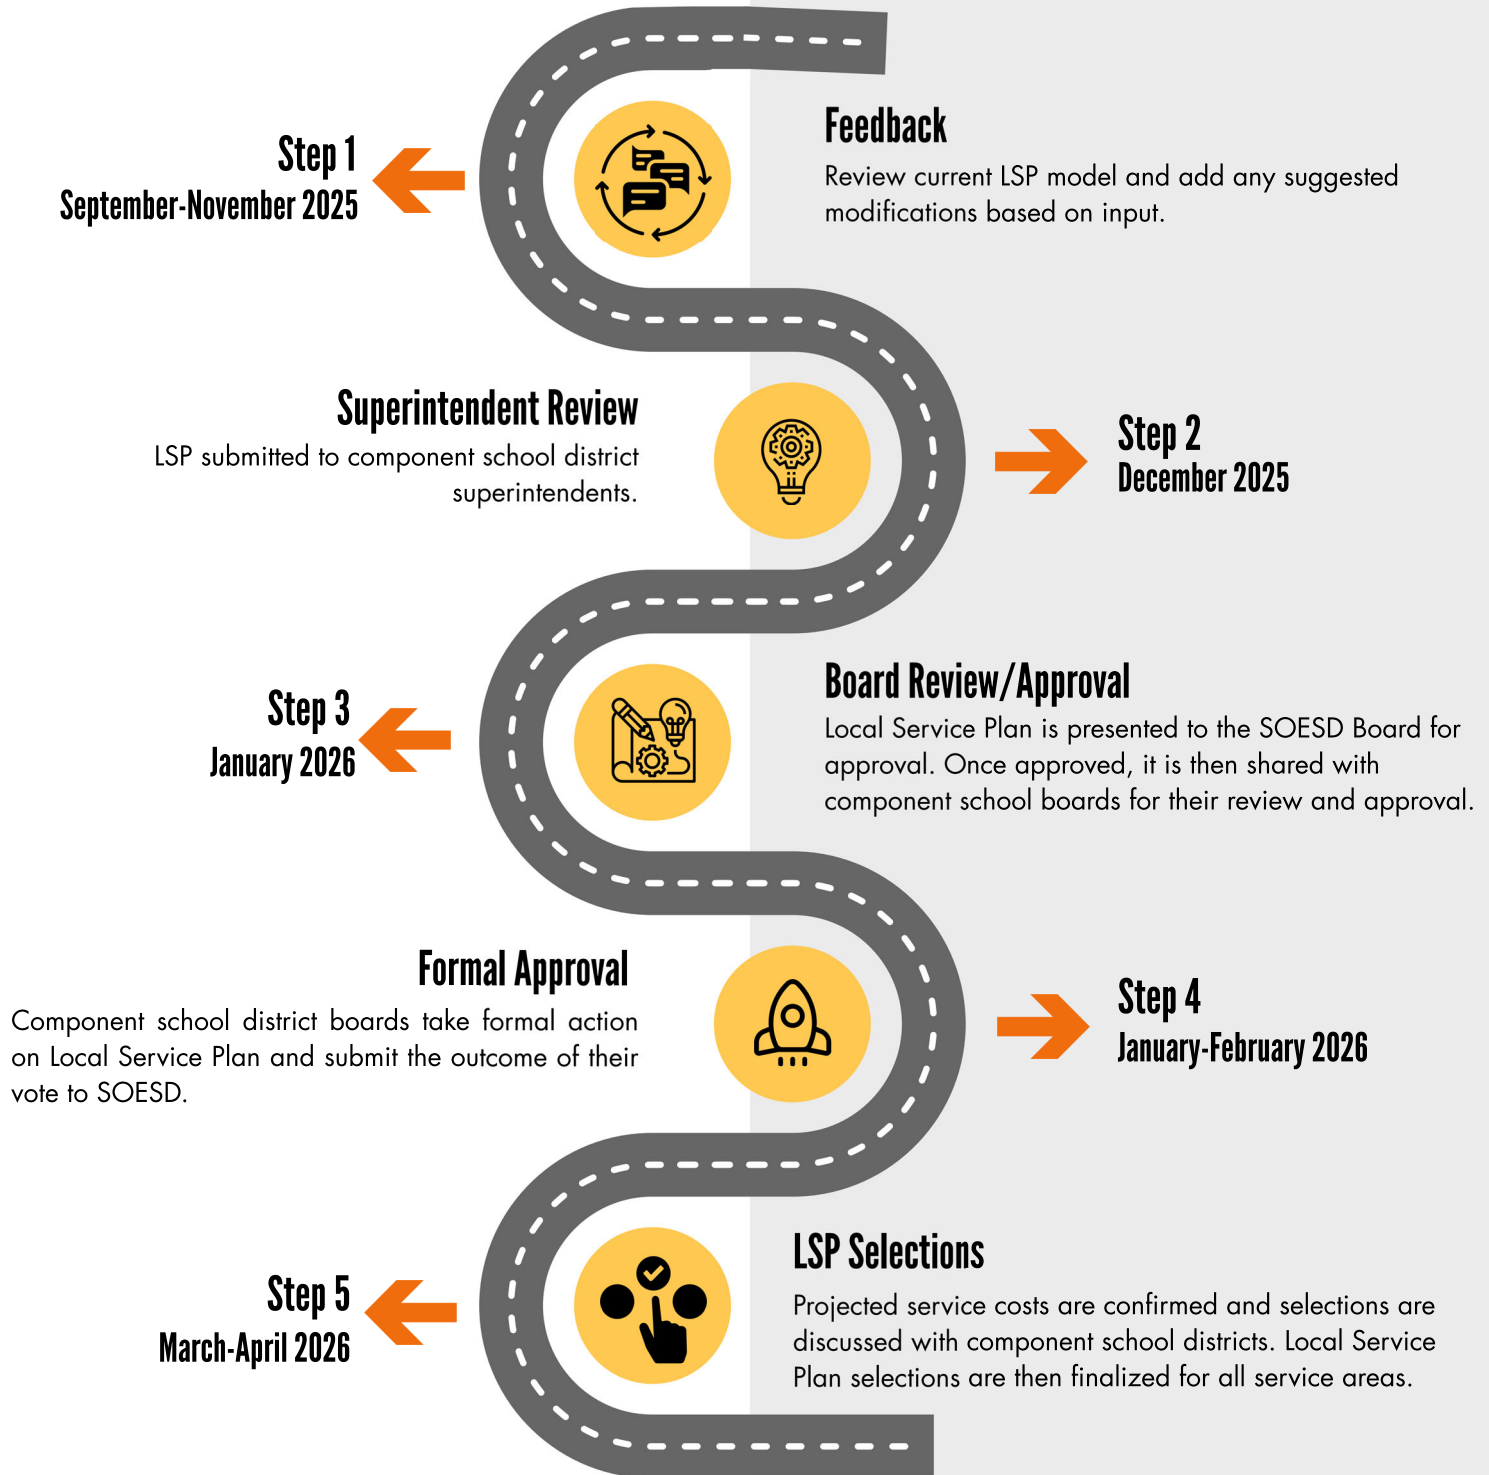 Step 1
September-November 2025
Feedback
Review current LSP model and add any suggested
modifications based on input.
Superintendent Review
LSP submitted to component school district
superintendents.
Step 2
December 2025
Step 3
January 2026
Board Review/Approval
Local Service Plan is presented to the SOESD Board for
approval. Once approved, it is then shared with
component school boards for their review and approval.
Formal Approval
Component school district boards take formal action
on Local Service Plan and submit the outcome of their
vote to SOESD.
Step 4
January-February 2026
Step 5
March-April 2026
LSP Selections
Projected service costs are confirmed and selections are
discussed with component school districts. Local Service
Plan selections are then finalized for all service areas.